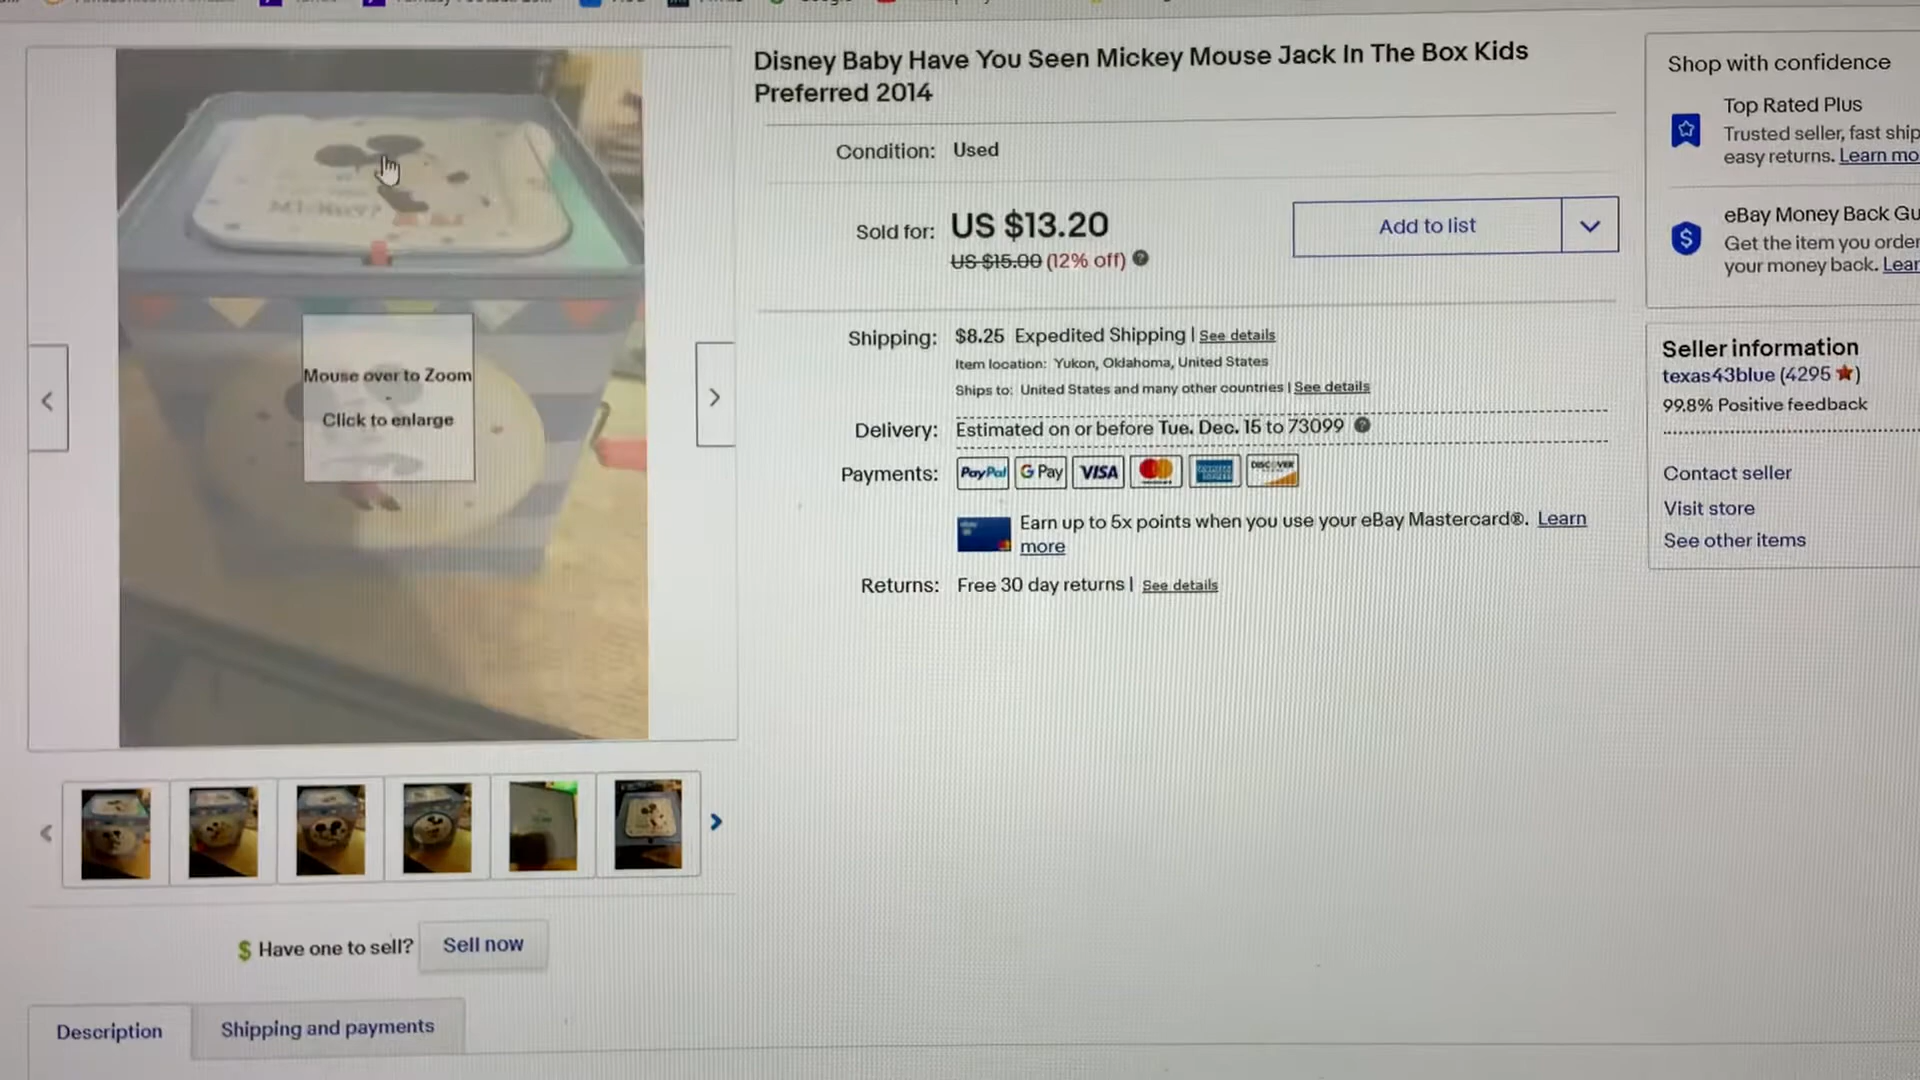 Google
Disney Baby Have You Seen Mickey Mouse Jack In The Box Kids
Preferred 2014
Condition: Used
Sold for: US $13.20
US $15.00 (12% off)
Add to list
Shipping: $8.25 Expedited Shipping | See details
Item location: Yukon, Oklahoma, United States
Ships to: United States and many other countries | See details
Delivery: Estimated on or before Tue. Dec. 15 to 73099
Payments: PayPal G Pay VISA DISCOVER
Earn up to 5x points when you use your eBay Mastercard®. Learn
more
Returns: Free 30 day returns | See details
Mickey?
Mouse over to Zoom
-
Click to enlarge
$ Have one to sell? Sell now
Description
Shipping and payments
Shop with confidence
Top Rated Plus
Trusted seller, fast ship
easy returns. Learn mo
eBay Money Back Gu
Get the item you order
your money back. Lear
Seller information
texas43blue (4295 ★)
99.8% Positive feedback
Contact seller
Visit store
See other items